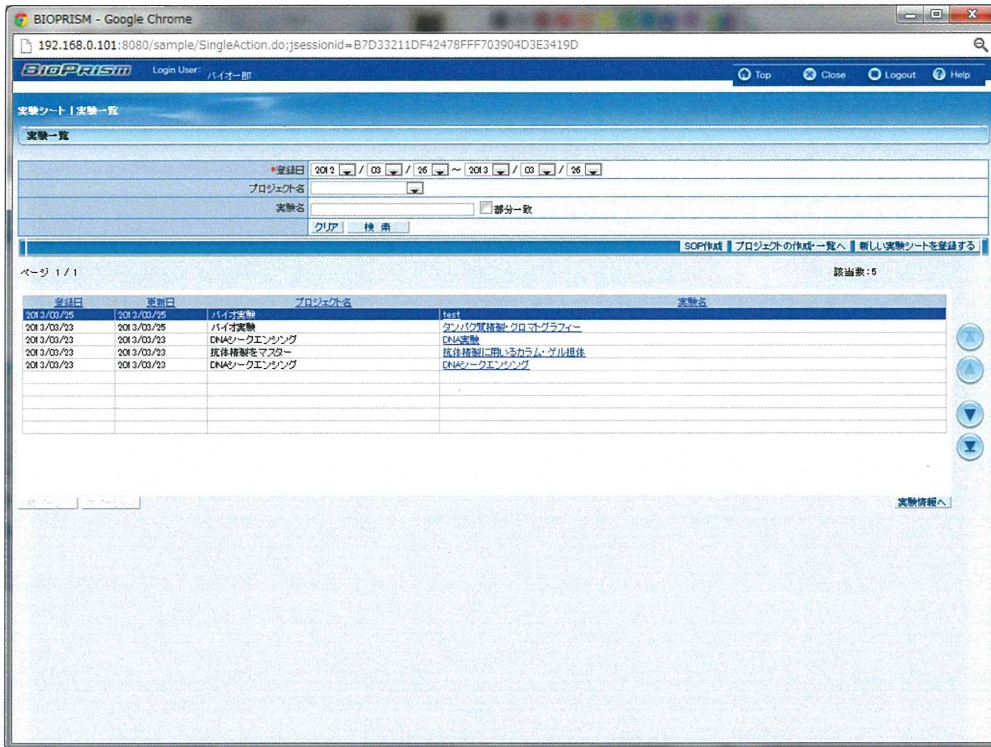 BIOPRISM - Google Chrome
192.168.0.101:8080/sample/SingleAction.do;jsessionid=B7D33211DF42478FFF703904D3E3419D
BIOPRISM Login User: バイオ一郎 Top Close Logout Help
実験シート | 実験一覧
実験一覧
*登録日 2012 / 03 / 26 ~ 2013 / 03 / 26
プロジェクト名
実験名 部分一致
クリア 検索
SOP作成 プロジェクトの作成・一覧へ 新しい実験シートを登録する
ページ 1 / 1 該当数:5
登録日 更新日 プロジェクト名 実験名
2013/03/25 2013/03/25 バイオ実験 test
2013/03/23 2013/03/25 バイオ実験 タンパク質精製・クロマトグラフィー
2013/03/23 2013/03/23 DNAシークエンシング DNA実験
2013/03/23 2013/03/23 抗体精製をマスター 抗体精製に用いるカラム・ゲル担体
2013/03/23 2013/03/23 DNAシークエンシング DNAシークエンシング
実験情報へ